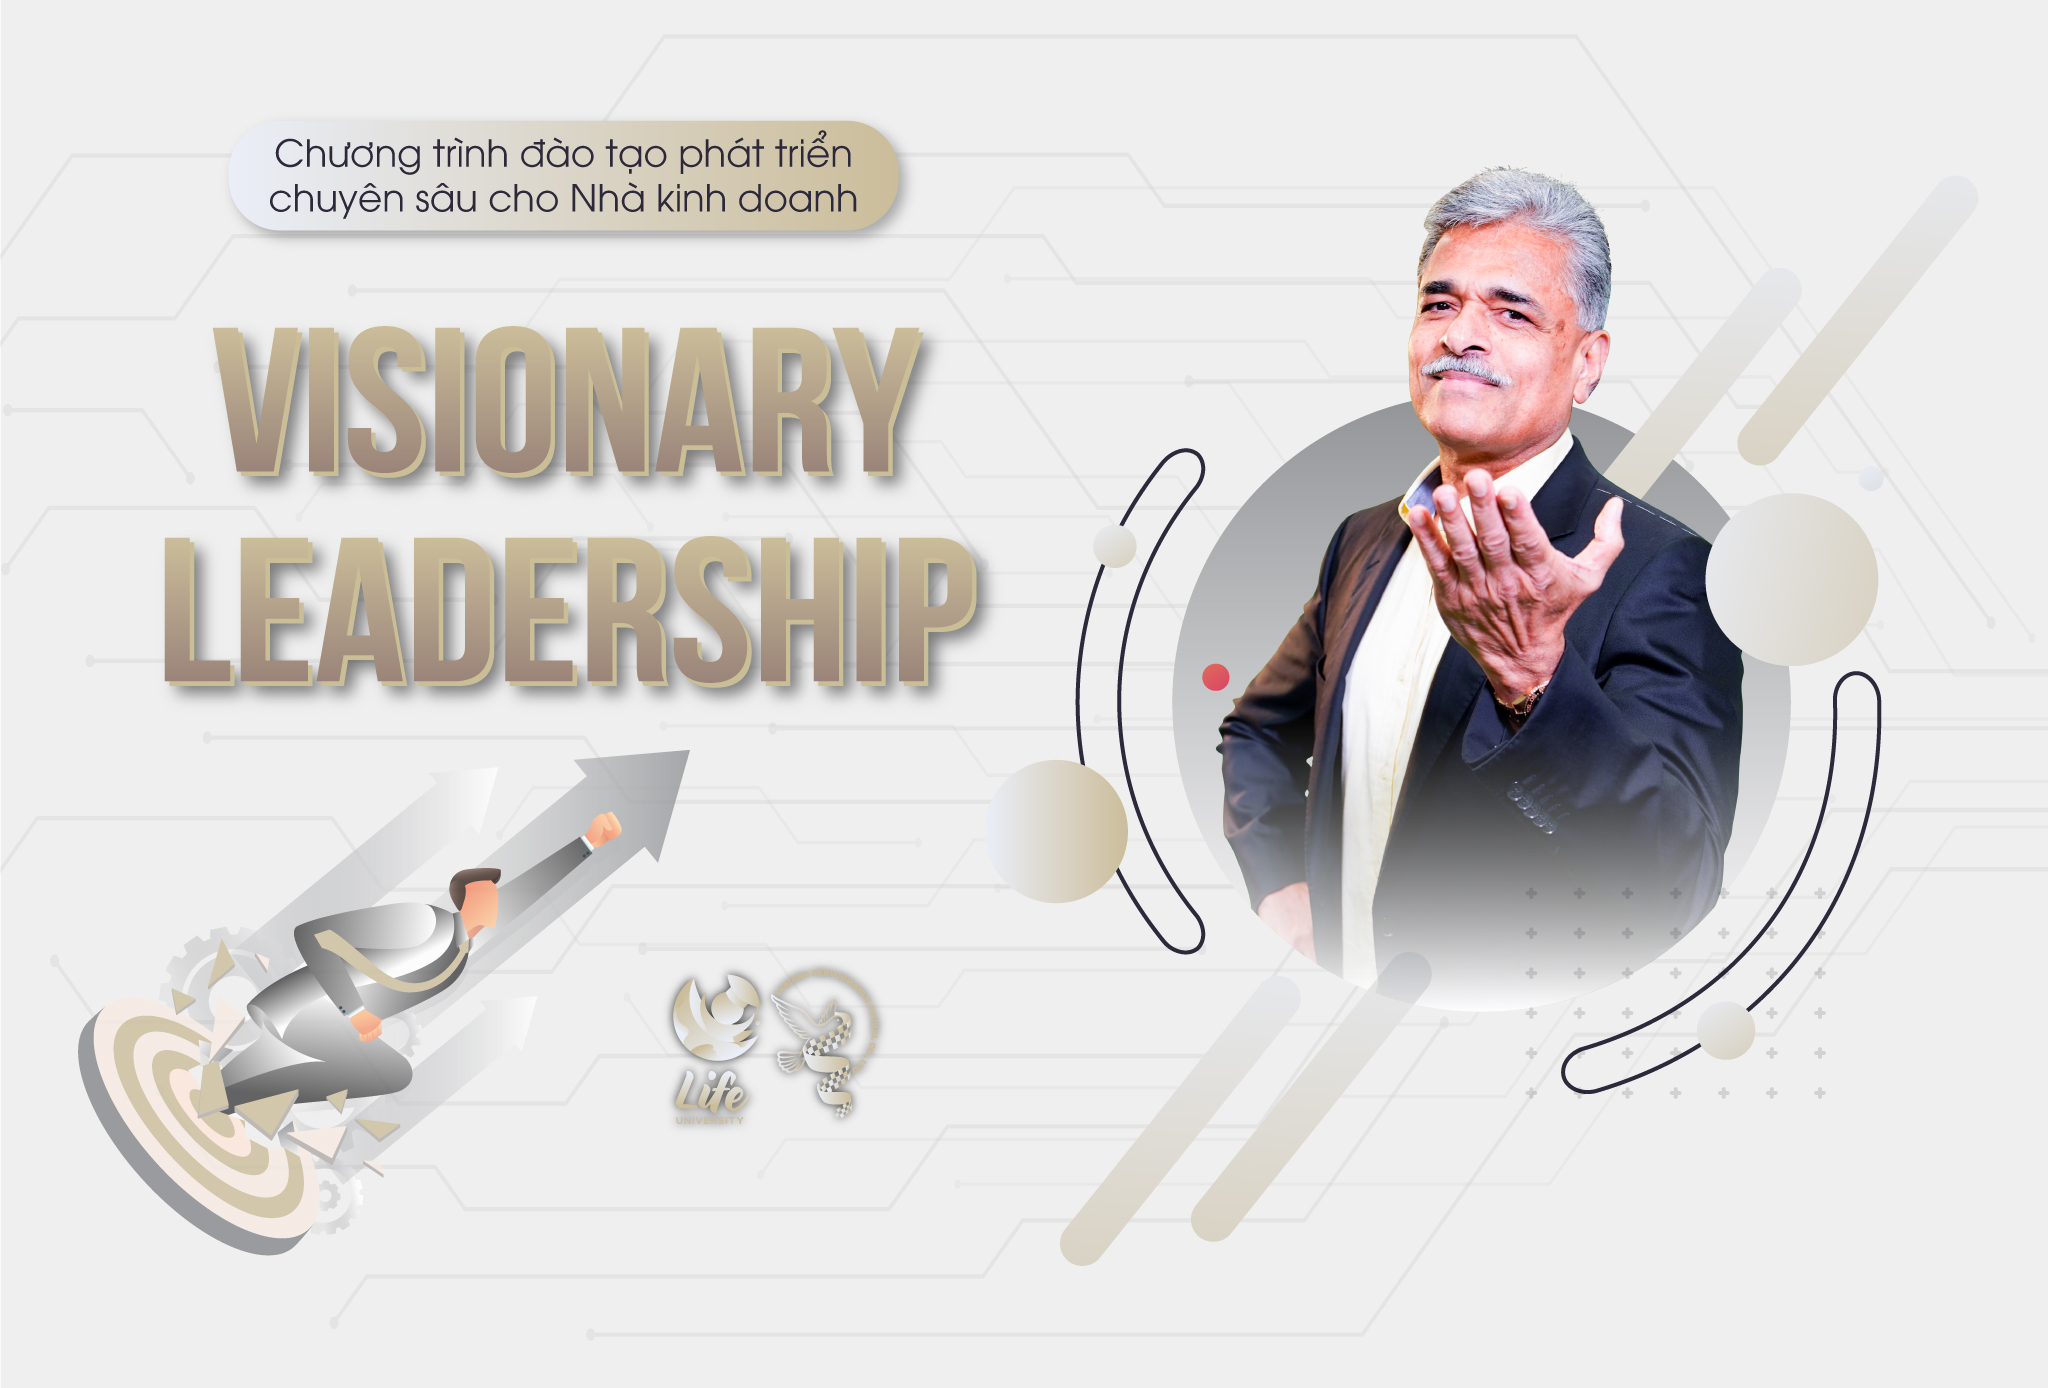 Chương trình đào tạo phát triển
chuyên sâu cho Nhà kinh doanh
VISIONARY
LEADERSHIP
Life
UNIVERSITY